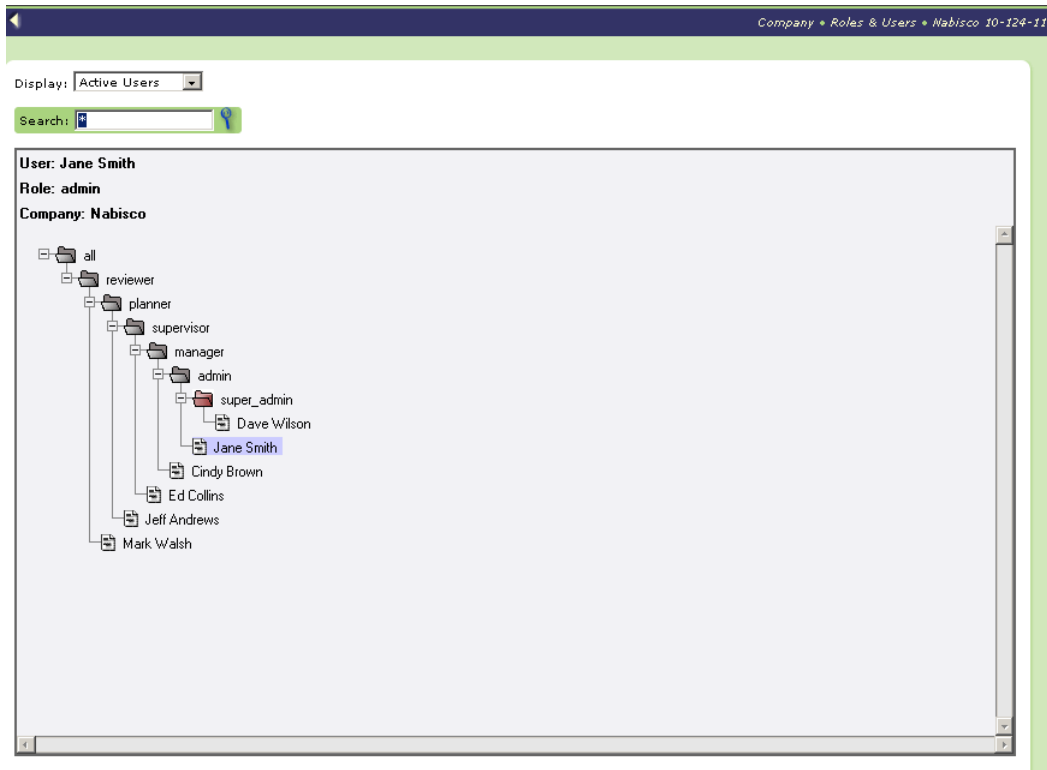 Company • Roles & Users • Nabisco 10-124-11
Display: Active Users
Search: *
User: Jane Smith
Role: admin
Company: Nabisco
all
reviewer
planner
supervisor
manager
admin
super_admin
Dave Wilson
Jane Smith
Cindy Brown
Ed Collins
Jeff Andrews
Mark Walsh